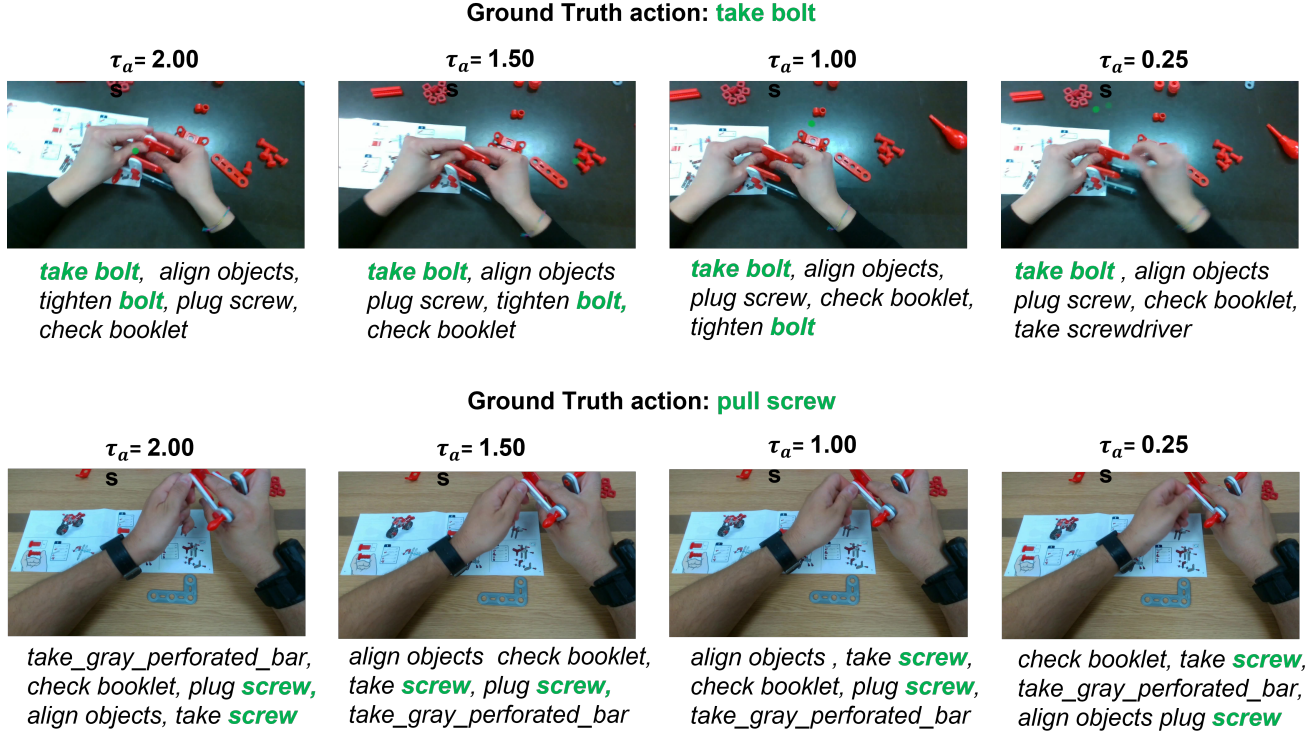 Ground Truth action: take bolt
τₐ= 2.00 s
τₐ= 1.50 s
τₐ= 1.00 s
τₐ= 0.25 s
take bolt, align objects,
tighten bolt, plug screw,
check booklet
take bolt, align objects
plug screw, tighten bolt,
check booklet
take bolt, align objects,
plug screw, check booklet,
tighten bolt
take bolt , align objects
plug screw, check booklet,
take screwdriver
Ground Truth action: pull screw
τₐ= 2.00 s
τₐ= 1.50 s
τₐ= 1.00 s
τₐ= 0.25 s
take_gray_perforated_bar,
check booklet, plug screw,
align objects, take screw
align objects check booklet,
take screw, plug screw,
take_gray_perforated_bar
align objects , take screw,
check booklet, plug screw,
take_gray_perforated_bar
check booklet, take screw,
take_gray_perforated_bar,
align objects plug screw